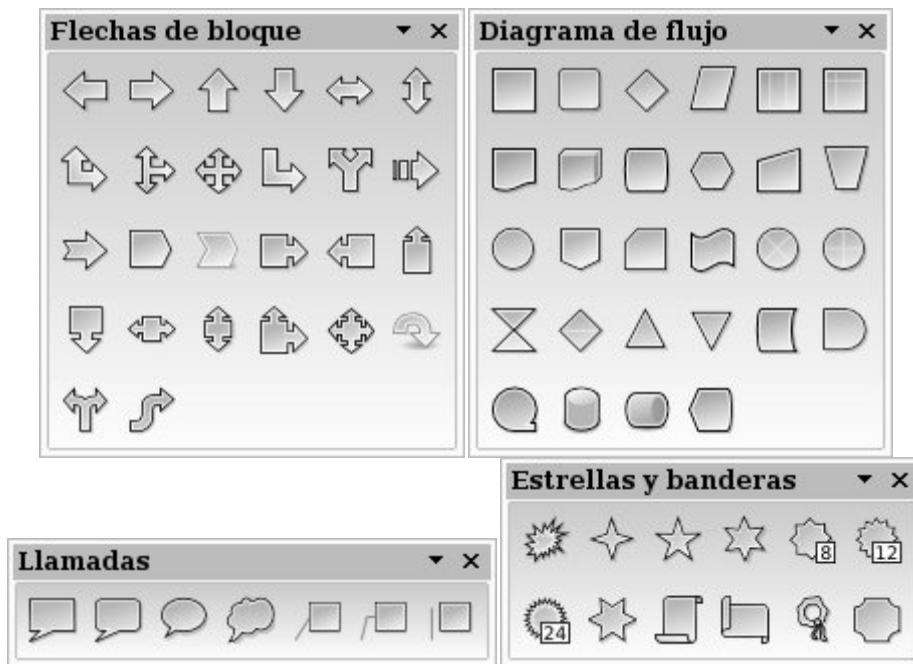 Flechas de bloque
Diagrama de flujo
Estrellas y banderas
8
12
24
Llamadas